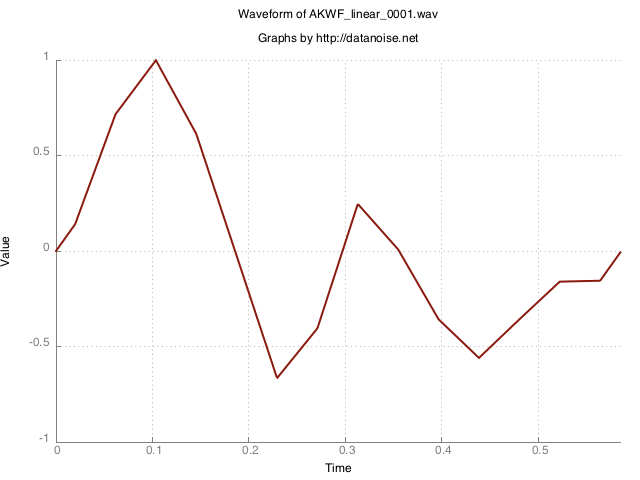 Waveform of AKWF_linear_0001.wav
Graphs by http://datanoise.net
1
0.5
0
-0.5
-1
Value
0 0.1 0.2 0.3 0.4 0.5
Time